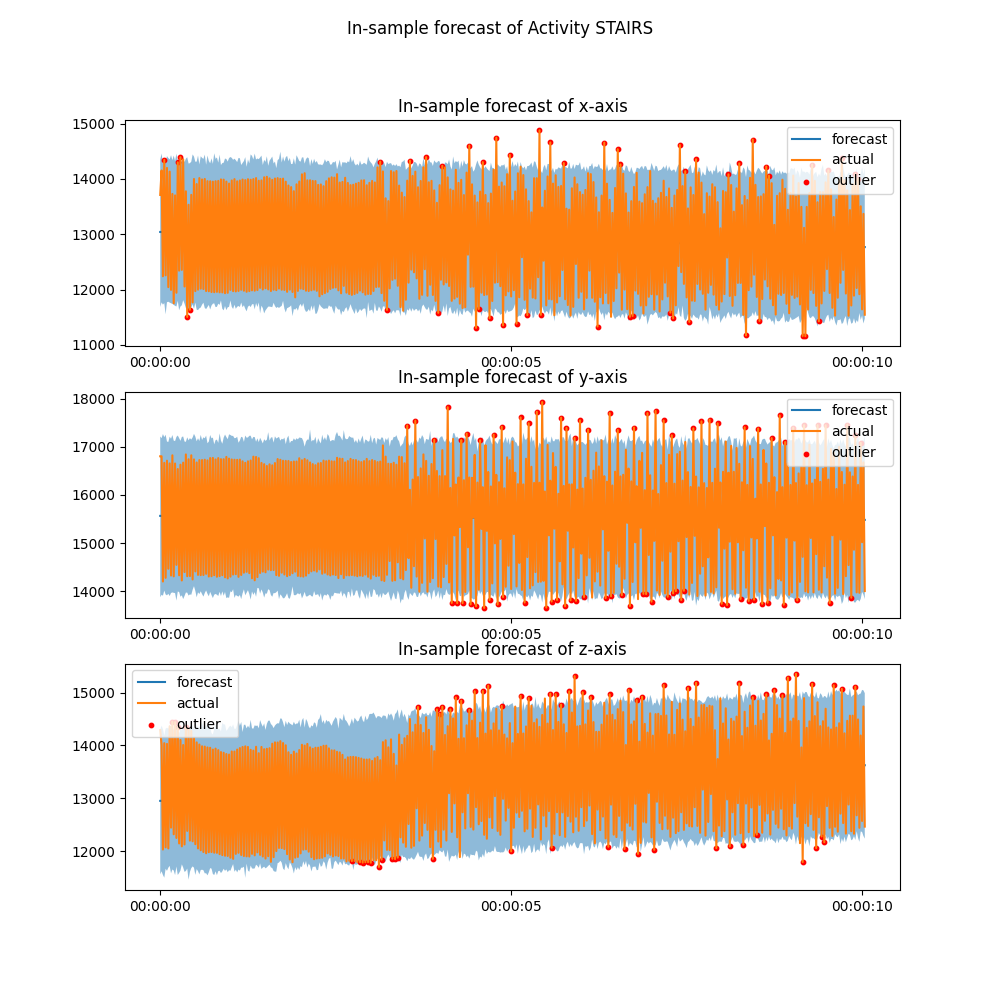 In-sample forecast of Activity STAIRS
In-sample forecast of x-axis
15000
14000
13000
12000
11000
forecast
actual
outlier
00:00:00 00:00:05 00:00:10
In-sample forecast of y-axis
18000
17000
16000
15000
14000
forecast
actual
outlier
00:00:00 00:00:05 00:00:10
In-sample forecast of z-axis
15000
14000
13000
12000
forecast
actual
outlier
00:00:00 00:00:05 00:00:10